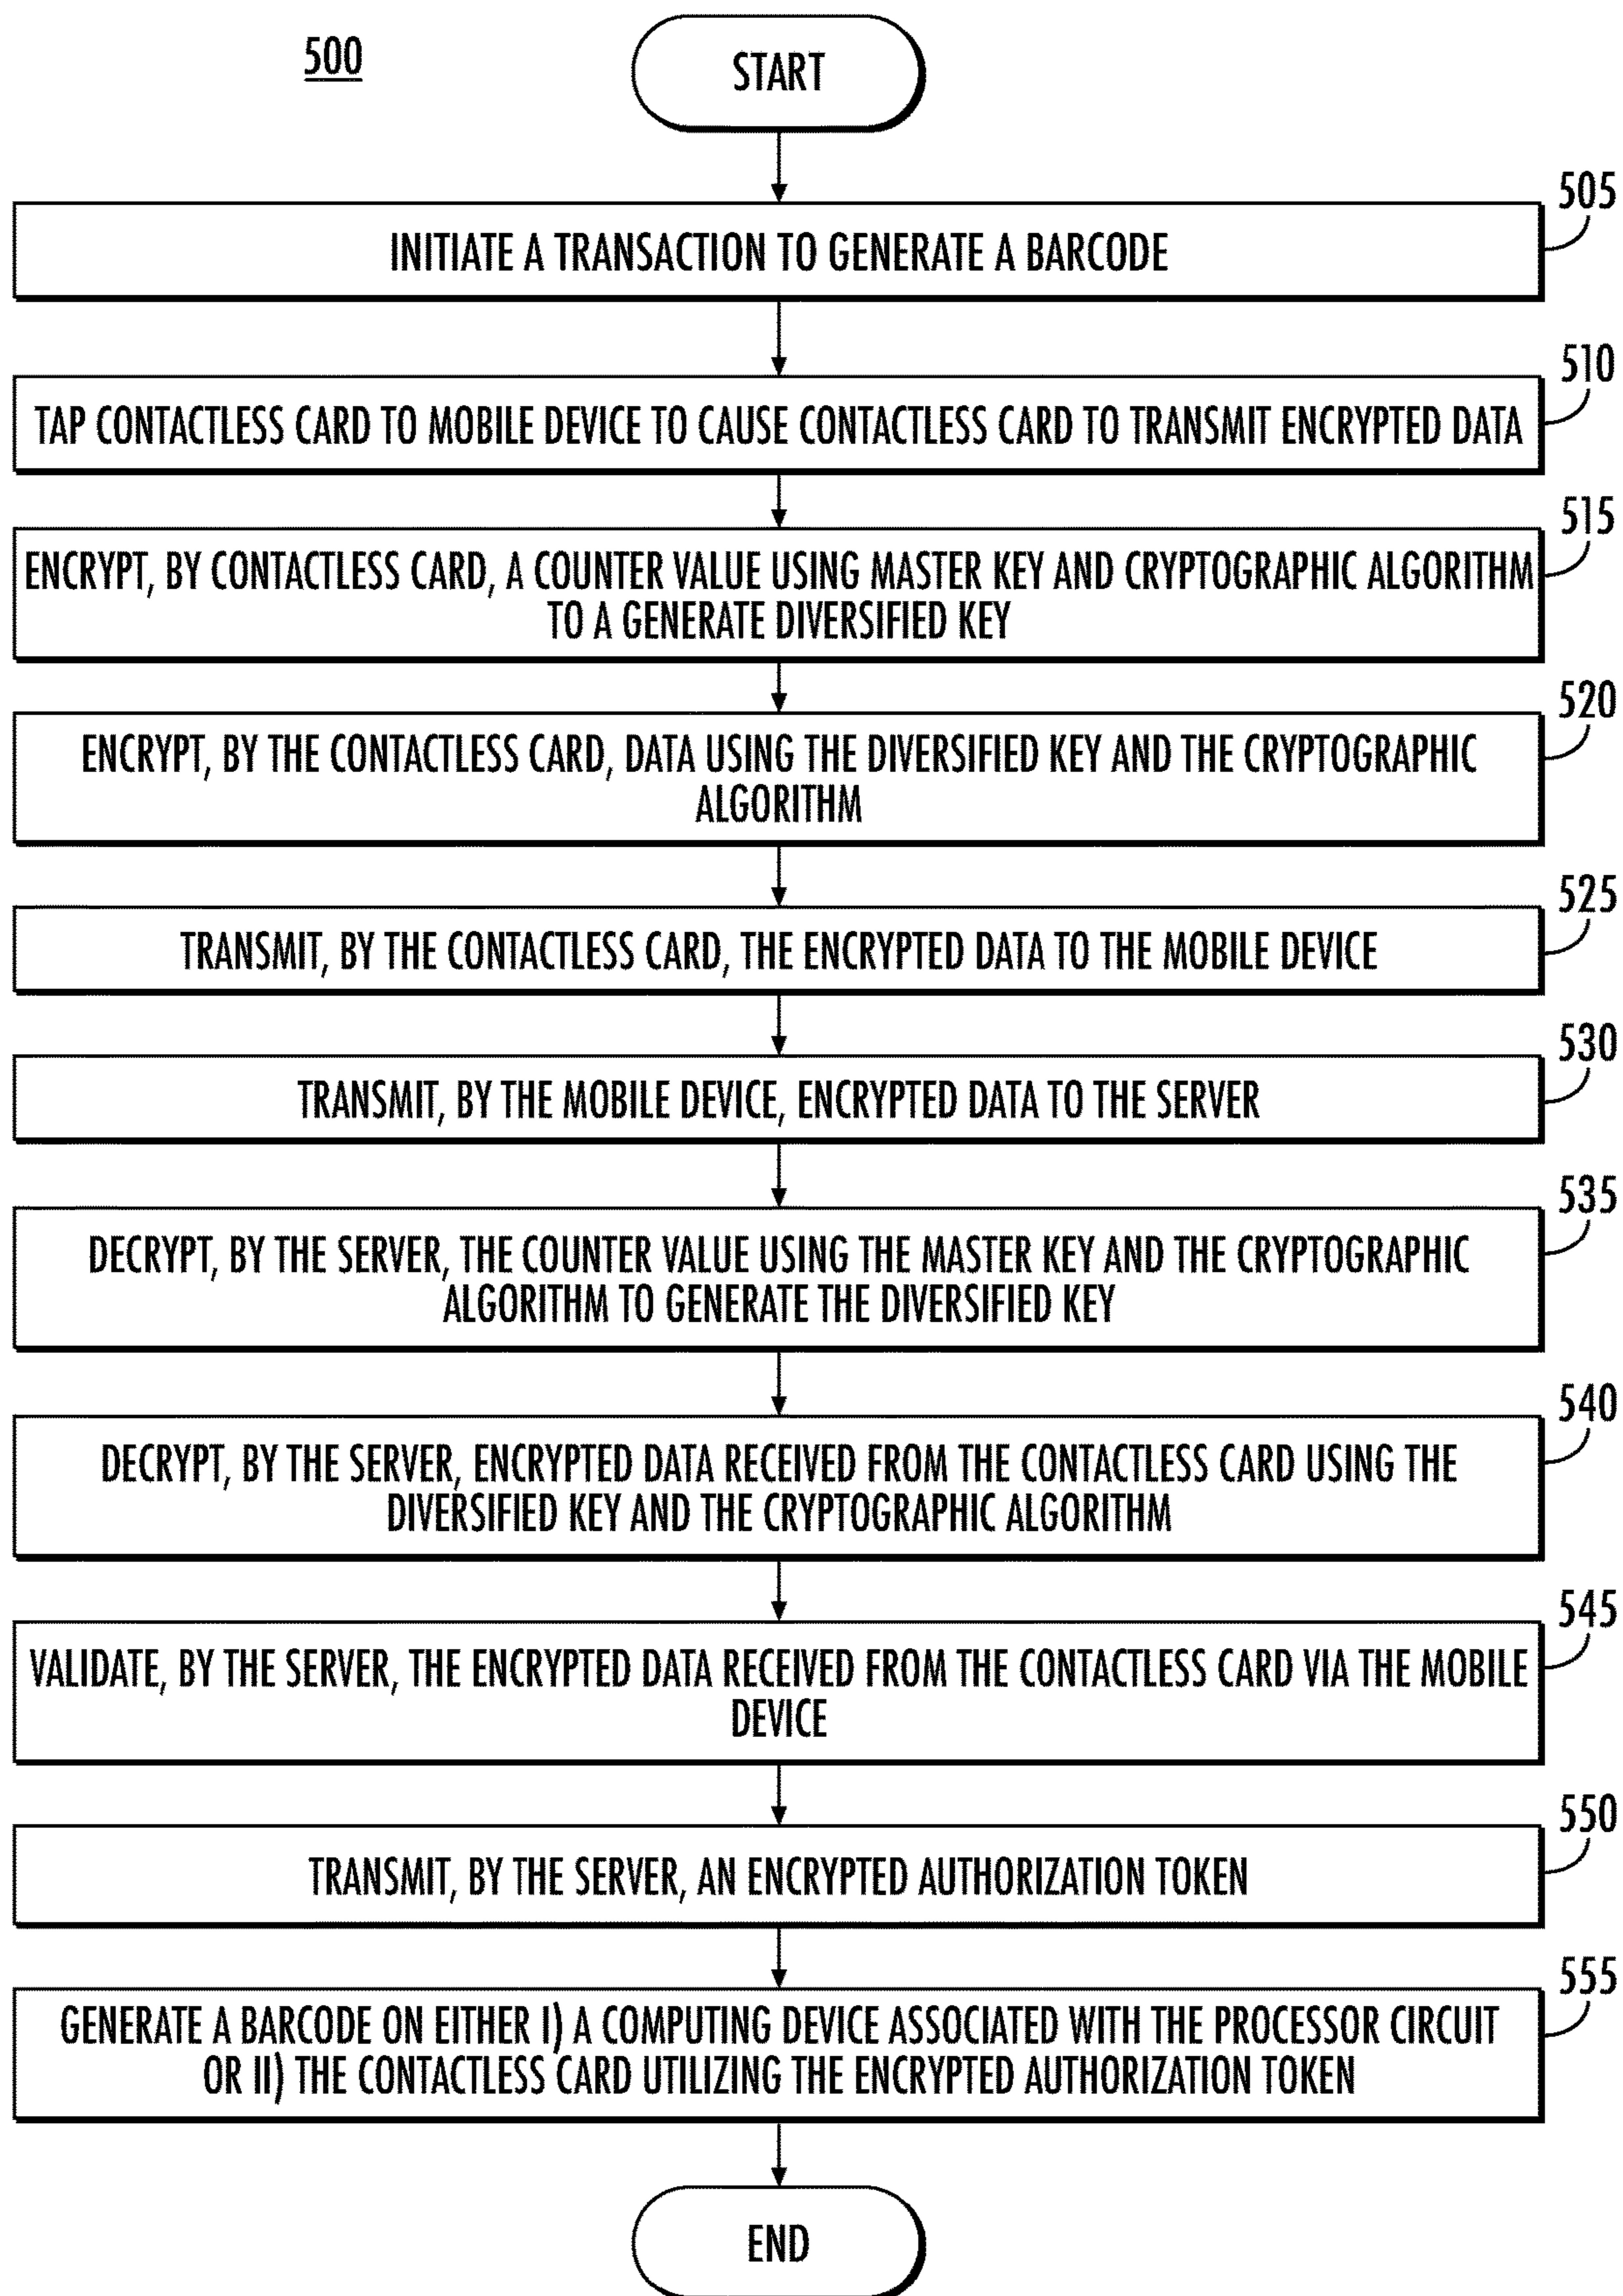 500
START
505
INITIATE A TRANSACTION TO GENERATE A BARCODE
510
TAP CONTACTLESS CARD TO MOBILE DEVICE TO CAUSE CONTACTLESS CARD TO TRANSMIT ENCRYPTED DATA
515
ENCRYPT, BY CONTACTLESS CARD, A COUNTER VALUE USING MASTER KEY AND CRYPTOGRAPHIC ALGORITHM
TO A GENERATE DIVERSIFIED KEY
520
ENCRYPT, BY THE CONTACTLESS CARD, DATA USING THE DIVERSIFIED KEY AND THE CRYPTOGRAPHIC
ALGORITHM
525
TRANSMIT, BY THE CONTACTLESS CARD, THE ENCRYPTED DATA TO THE MOBILE DEVICE
530
TRANSMIT, BY THE MOBILE DEVICE, ENCRYPTED DATA TO THE SERVER
535
DECRYPT, BY THE SERVER, THE COUNTER VALUE USING THE MASTER KEY AND THE CRYPTOGRAPHIC
ALGORITHM TO GENERATE THE DIVERSIFIED KEY
540
DECRYPT, BY THE SERVER, ENCRYPTED DATA RECEIVED FROM THE CONTACTLESS CARD USING THE
DIVERSIFIED KEY AND THE CRYPTOGRAPHIC ALGORITHM
545
VALIDATE, BY THE SERVER, THE ENCRYPTED DATA RECEIVED FROM THE CONTACTLESS CARD VIA THE MOBILE
DEVICE
550
TRANSMIT, BY THE SERVER, AN ENCRYPTED AUTHORIZATION TOKEN
555
GENERATE A BARCODE ON EITHER I) A COMPUTING DEVICE ASSOCIATED WITH THE PROCESSOR CIRCUIT
OR II) THE CONTACTLESS CARD UTILIZING THE ENCRYPTED AUTHORIZATION TOKEN
END